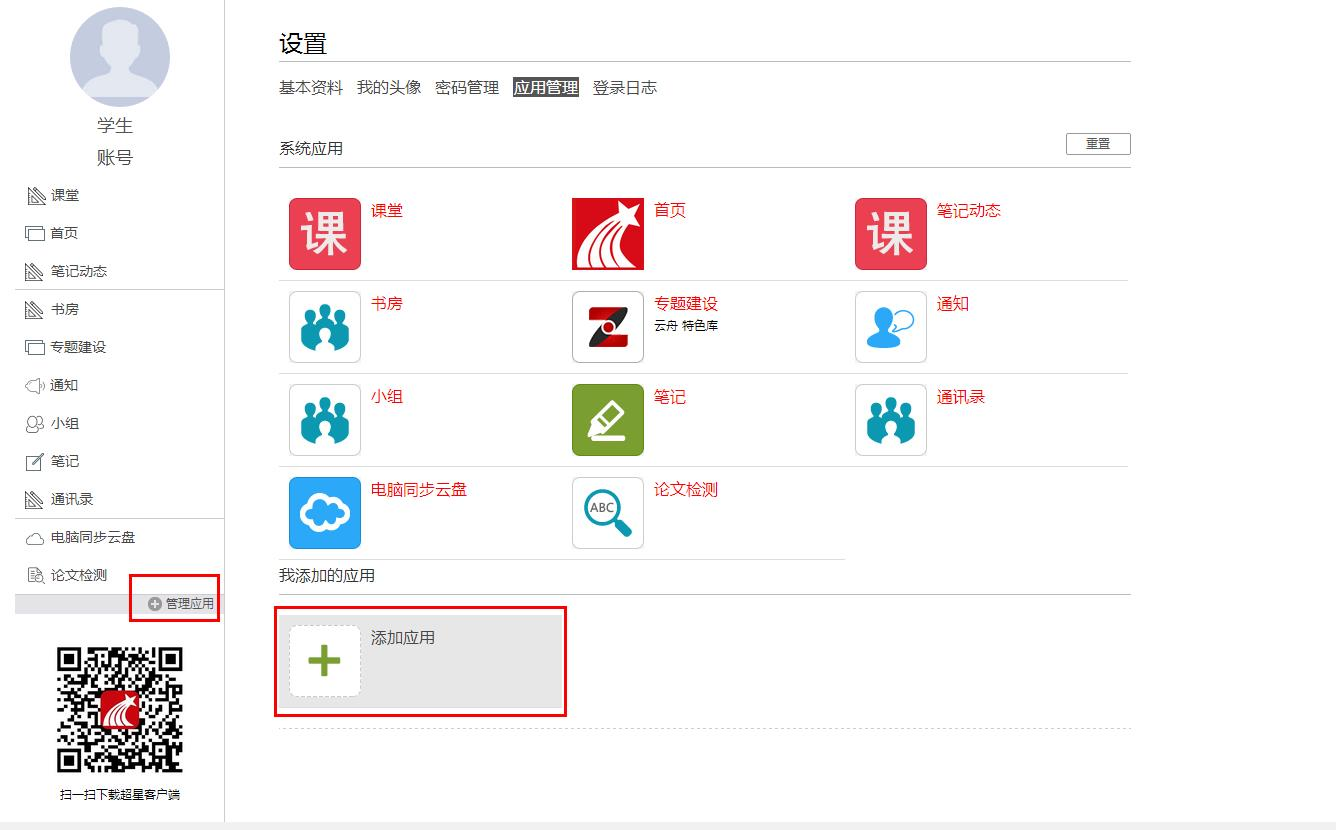 学生
账号
课堂
首页
笔记动态
书房
专题建设
通知
小组
笔记
通讯录
电脑同步云盘
论文检测
管理应用
扫一扫下载超星客户端
设置
基本资料 我的头像 密码管理 应用管理 登录日志
系统应用 重置
课 课堂 首页 课 笔记动态
书房 专题建设 通知
云舟 特色库
小组 笔记 通讯录
电脑同步云盘 论文检测
ABC
我添加的应用
添加应用